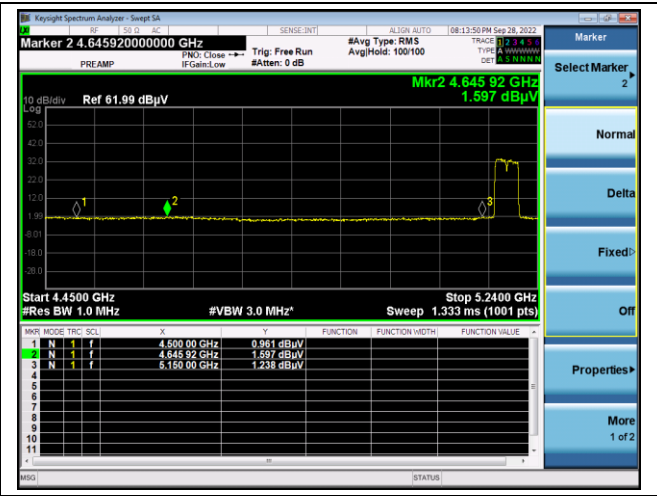 Keysight Spectrum Analyzer - Swept SA
RF 50 Ω AC SENSE:INT ALIGN AUTO 08:13:50PM Sep 28, 2022
Marker 2 4.645920000000 GHz
PREAMP
PNO: Close
IFGain:Low
Trig: Free Run
#Atten: 0 dB
#Avg Type: RMS
Avg|Hold: 100/100
TRACE 1 2 3 4 5 6
TYPE A WWWWW
DET A S N N N N
Mkr2 4.645 92 GHz
1.597 dBµV
10 dB/div Ref 61.99 dBµV
Log
52.0
42.0
32.0
22.0
12.0
1.99
-8.01
-18.0
-28.0
1
2
3
Start 4.4500 GHz Stop 5.2400 GHz
#Res BW 1.0 MHz #VBW 3.0 MHz* Sweep 1.333 ms (1001 pts)
MKR MODE TRC SCL X Y FUNCTION FUNCTION WIDTH FUNCTION VALUE
1 N 1 f 4.500 00 GHz 0.961 dBµV
2 N 1 f 4.645 92 GHz 1.597 dBµV
3 N 1 f 5.150 00 GHz 1.238 dBµV
4
5
6
7
8
9
10
11
MSG STATUS
Marker
Select Marker
2
Normal
Delta
Fixed
Off
Properties
More
1 of 2